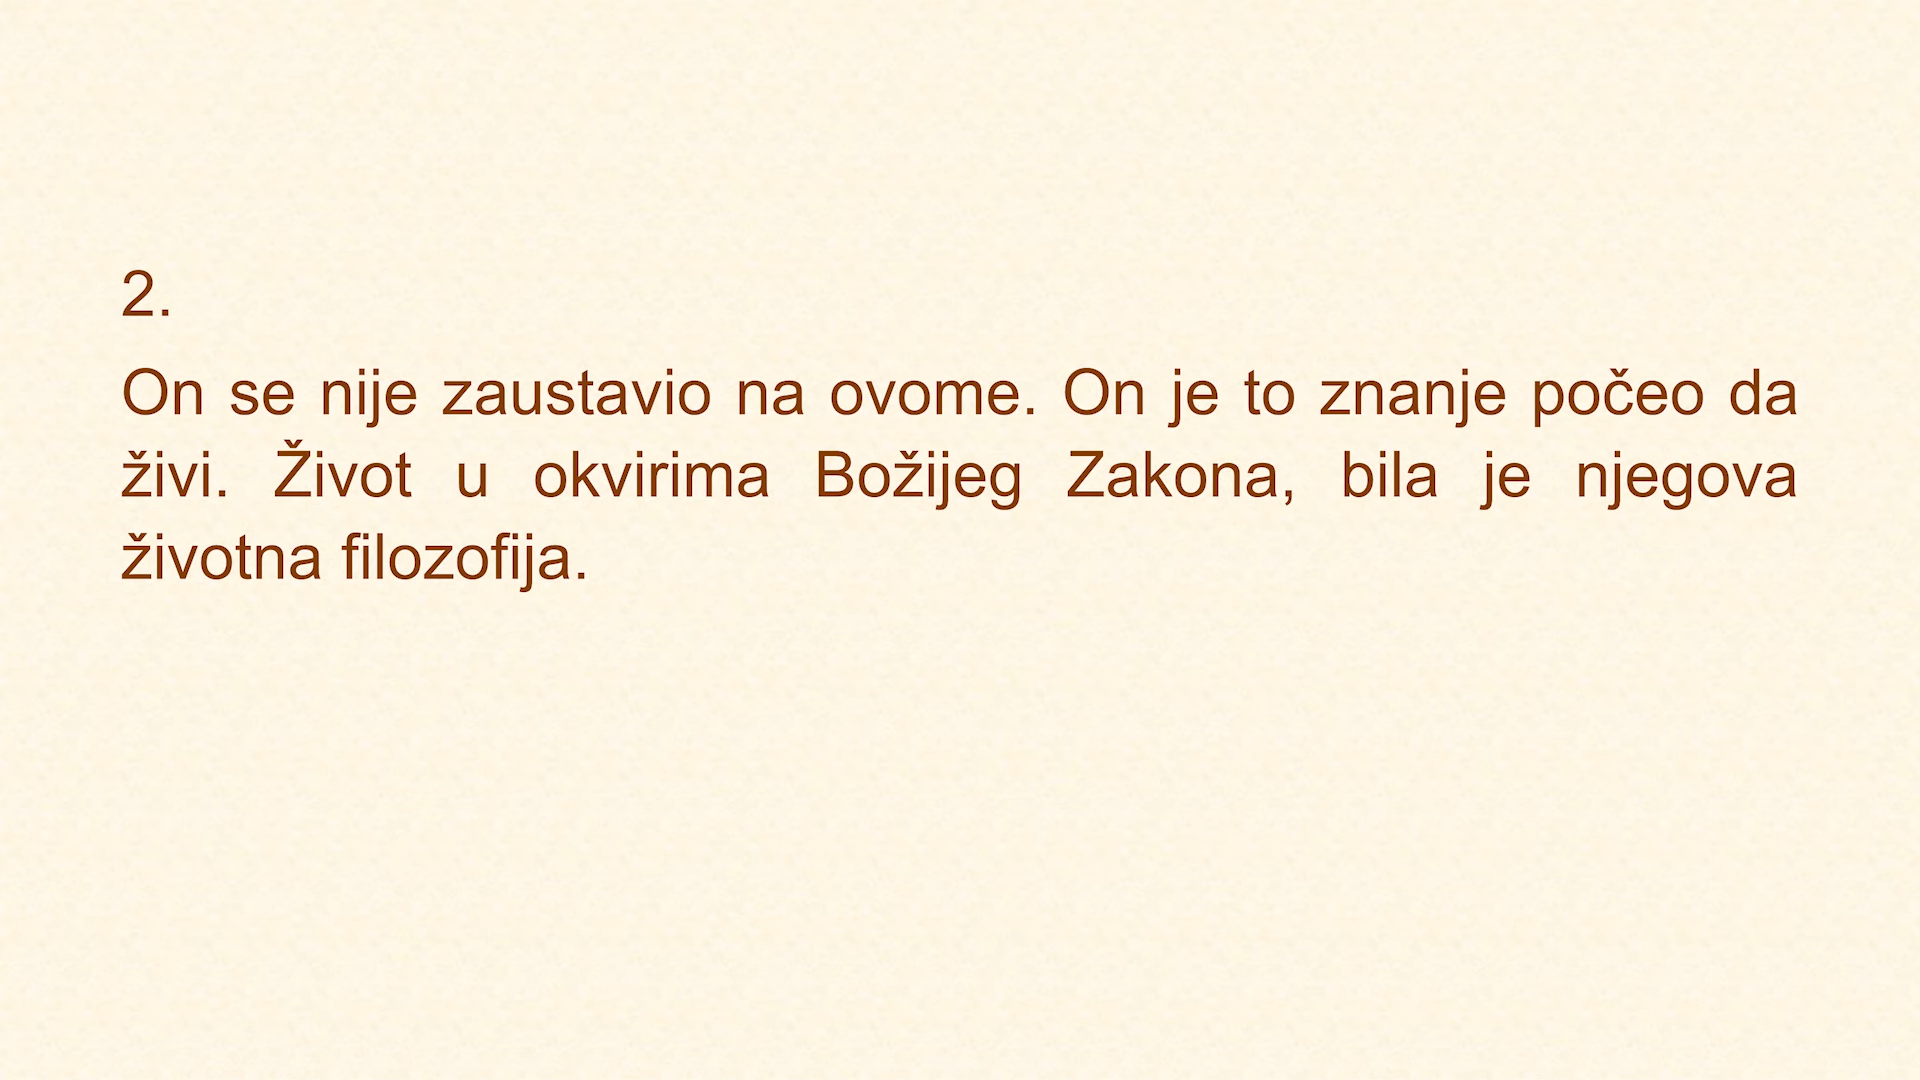 2.
On se nije zaustavio na ovome. On je to znanje počeo da
živi. Život u okvirima Božijeg Zakona, bila je njegova
životna filozofija.